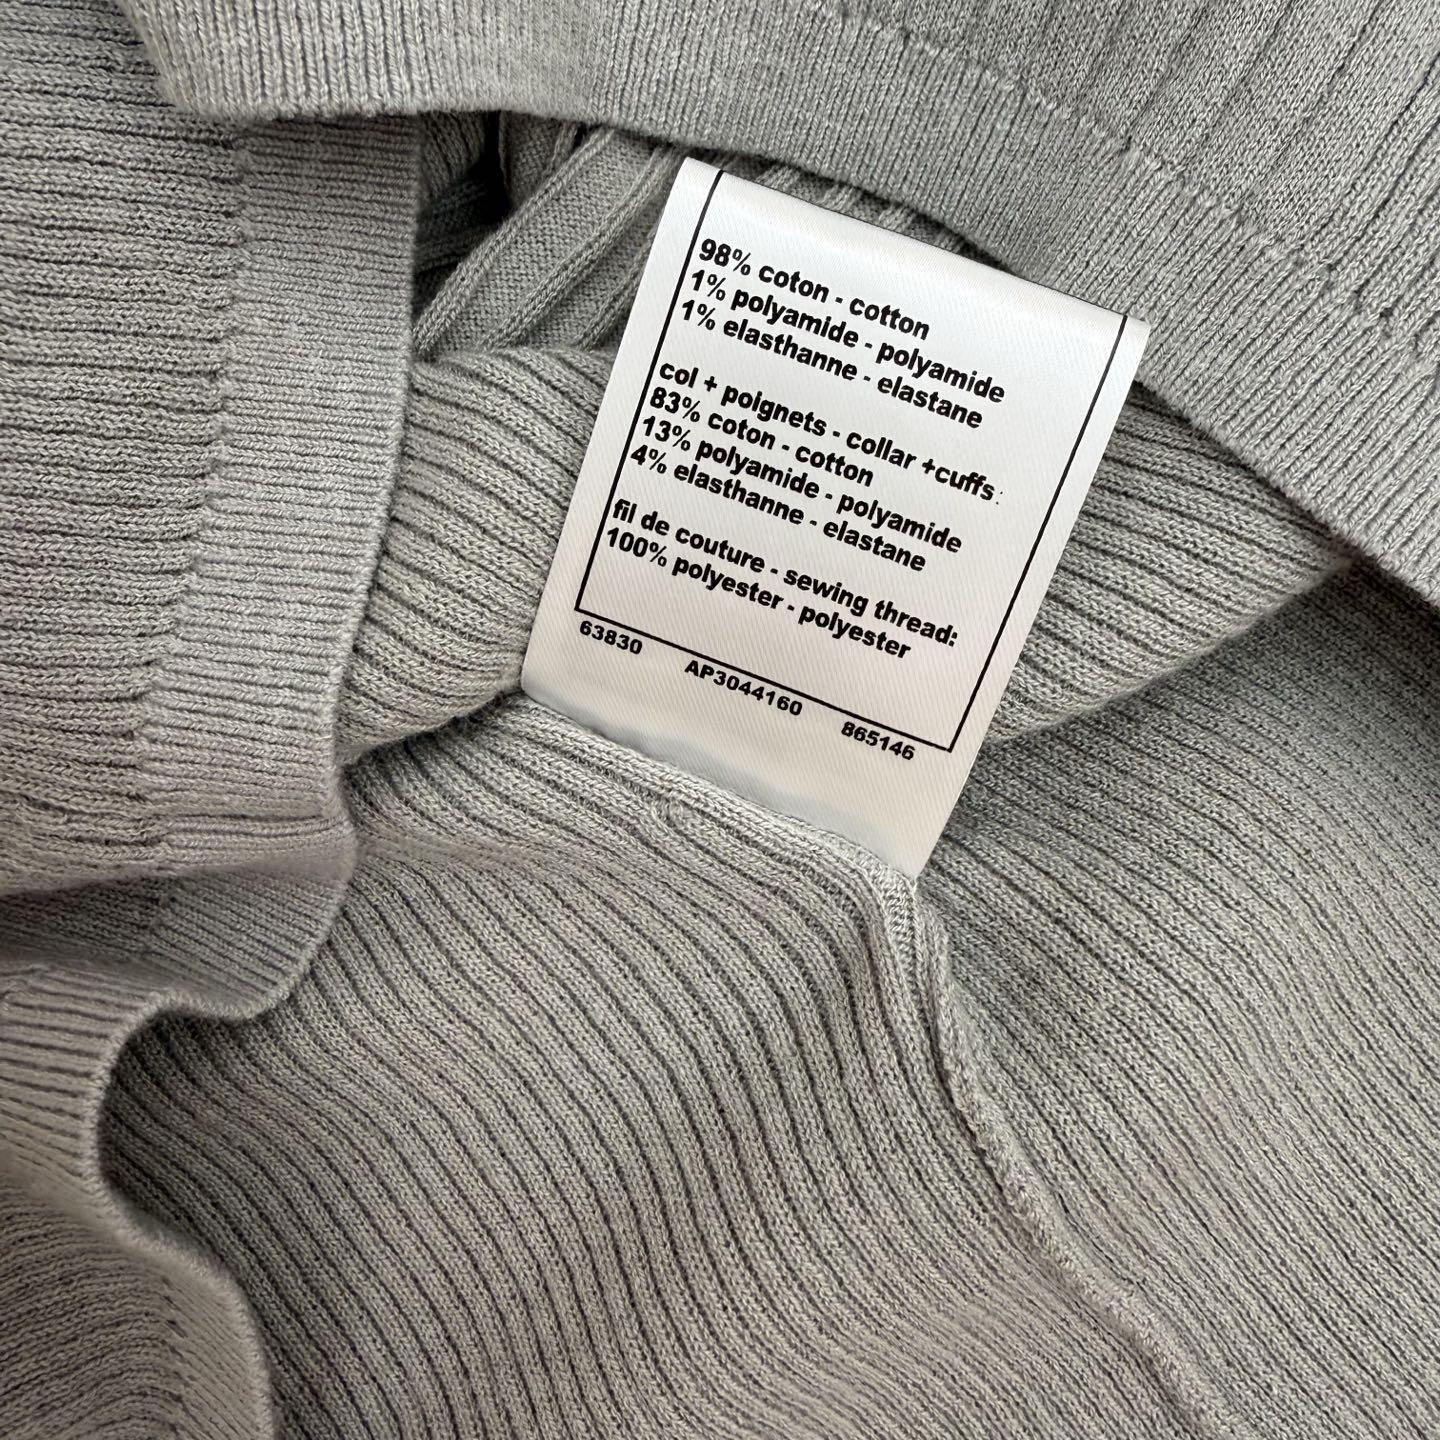 98% coton - cotton
1% polyamide - polyamide
1% elasthanne - elastane
col + poignets - collar +cuffs:
83% coton - cotton
13% polyamide - polyamide
4% elasthanne - elastane
fil de couture - sewing thread:
100% polyester - polyester
63830 AP3044160 865146